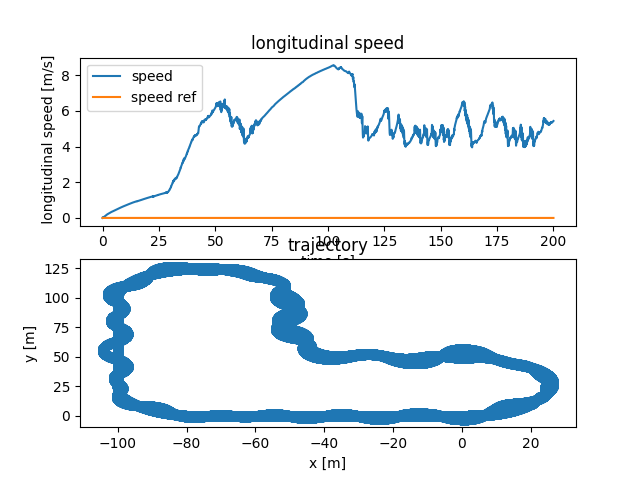 longitudinal speed
longitudinal speed [m/s]
8
6
4
2
0
speed
speed ref
0 25 50 75 100 125 150 175 200
time [s]
trajectory
y [m]
125
100
75
50
25
0
−100 −80 −60 −40 −20 0 20
x [m]